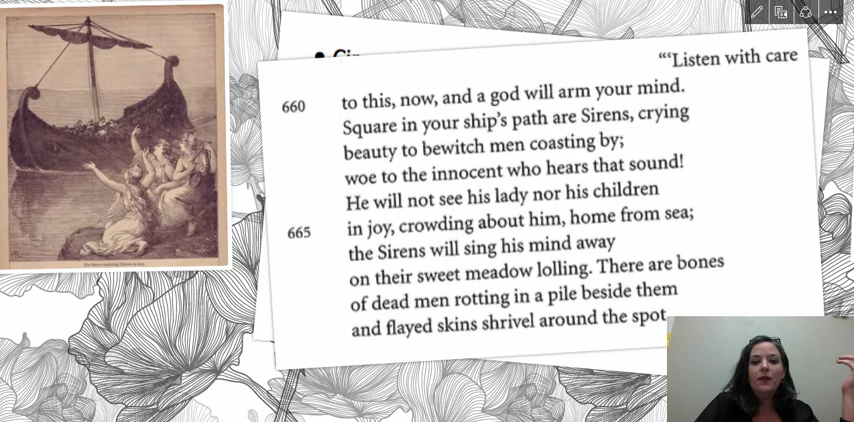 “‘Listen with care
660 to this, now, and a god will arm your mind.
Square in your ship’s path are Sirens, crying
beauty to bewitch men coasting by;
woe to the innocent who hears that sound!
He will not see his lady nor his children
665 in joy, crowding about him, home from sea;
the Sirens will sing his mind away
on their sweet meadow lolling. There are bones
of dead men rotting in a pile beside them
and flayed skins shrivel around the spot